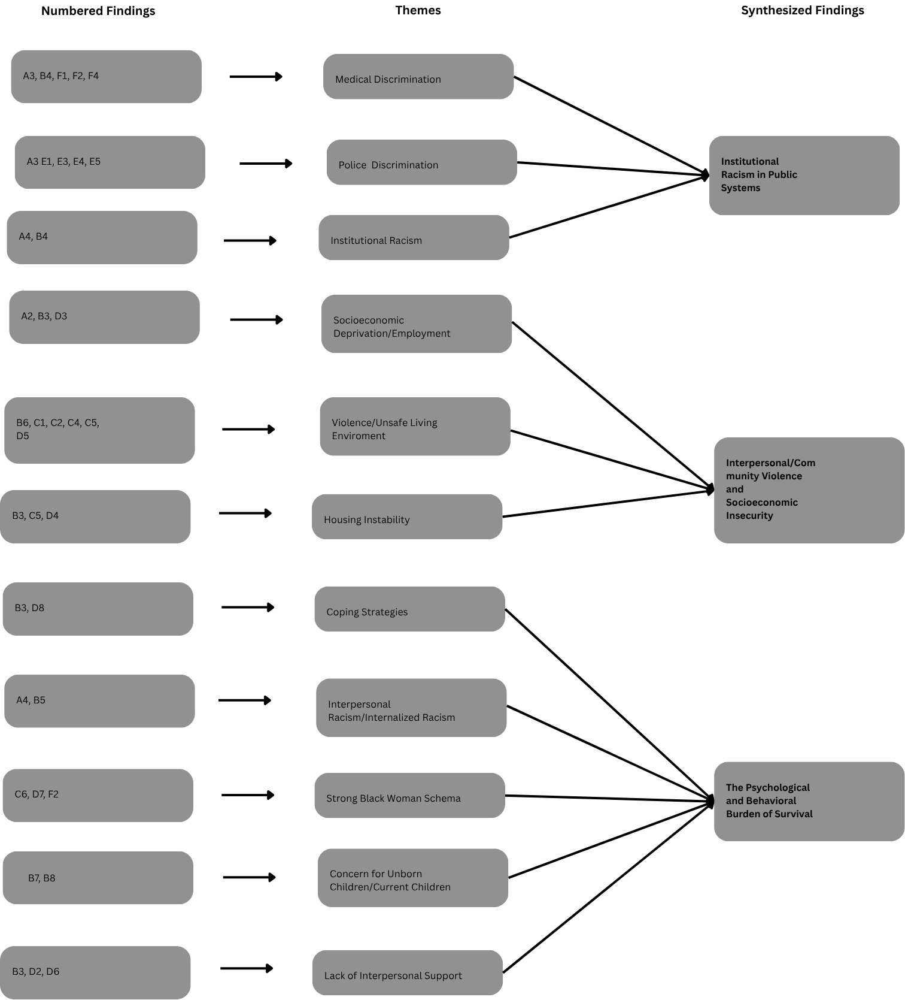 Numbered Findings
Themes
Synthesized Findings
A3, B4, F1, F2, F4
Medical Discrimination
A3 E1, E3, E4, E5
Police  Discrimination
Institutional
Racism in Public
Systems
A4, B4
Institutional Racism
A2, B3, D3
Socioeconomic
Deprivation/Employment
B6, C1, C2, C4, C5,
D5
Violence/Unsafe Living
Enviroment
Interpersonal/Com
munity Violence
and
Socioeconomic
Insecurity
B3, C5, D4
Housing Instability
B3, D8
Coping Strategies
A4, B5
Interpersonal
Racism/Internalized Racism
C6, D7, F2
Strong Black Woman Schema
The Psychological
and Behavioral
Burden of Survival
B7, B8
Concern for Unborn
Children/Current Children
B3, D2, D6
Lack of Interpersonal Support